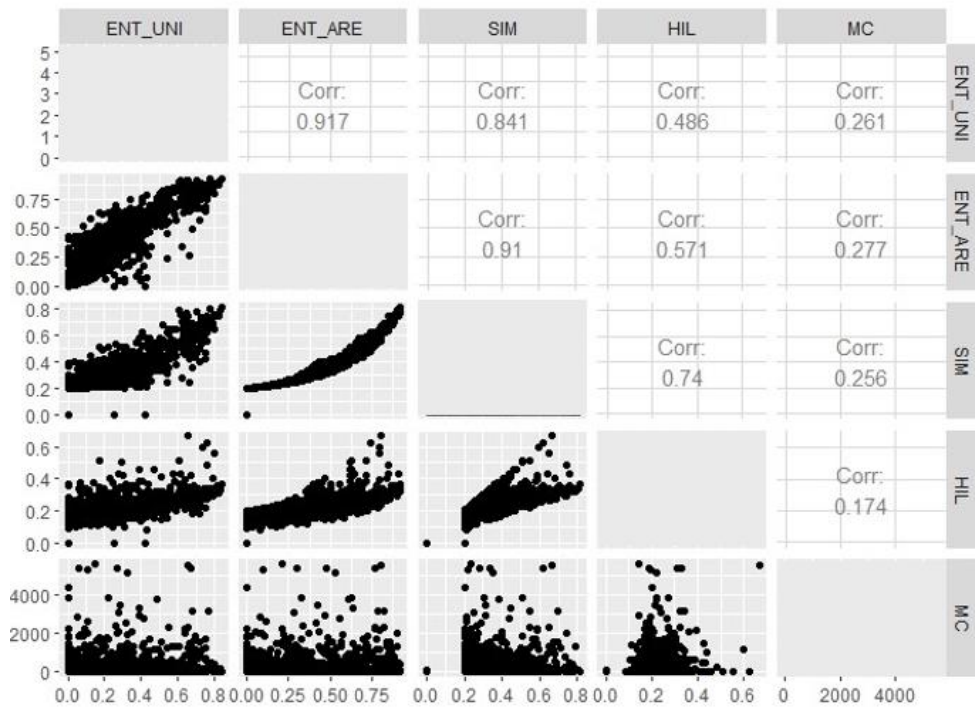 ENT_UNI ENT_ARE SIM HIL MC
5
4
3
2
1
0
Corr:
0.917
Corr:
0.841
Corr:
0.486
Corr:
0.261
ENT_UNI
0.75
0.50
0.25
0.00
Corr:
0.91
Corr:
0.571
Corr:
0.277
ENT_ARE
0.8
0.6
0.4
0.2
0.0
Corr:
0.74
Corr:
0.256
SIM
0.6
0.4
0.2
0.0
Corr:
0.174
HIL
4000
2000
0
MC
0.0 0.2 0.4 0.6 0.8 0.00 0.25 0.50 0.75 0.0 0.2 0.4 0.6 0.8 0.0 0.2 0.4 0.6 0 2000 4000